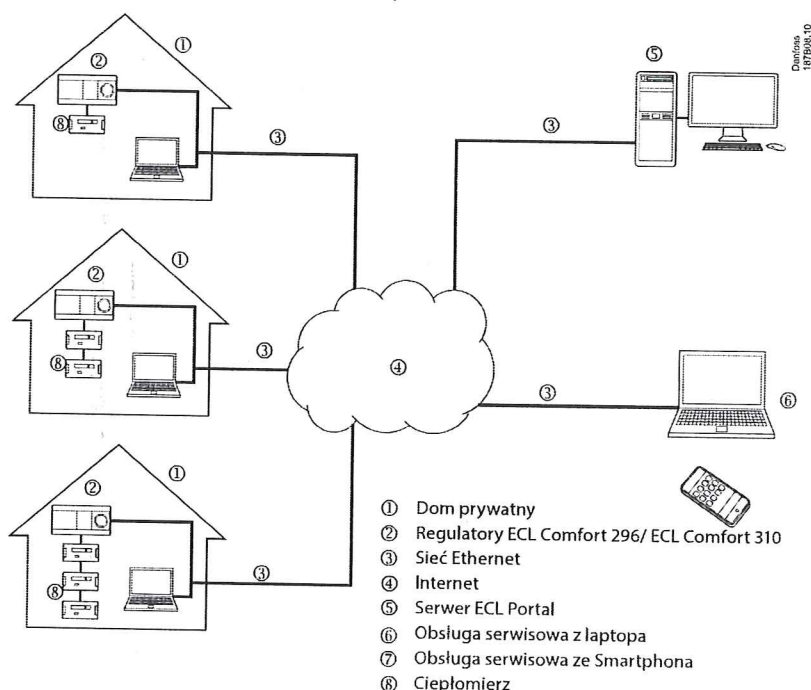 Danfoss
187B08.10
①
②
⑧
③
⑤
③
①
②
⑧
③
④
③
⑥
①
②
⑧
③
① Dom prywatny
② Regulatory ECL Comfort 296/ ECL Comfort 310
③ Sieć Ethernet
④ Internet
⑤ Serwer ECL Portal
⑥ Obsługa serwisowa z laptopa
⑦ Obsługa serwisowa ze Smartphona
⑧ Ciepłomierz